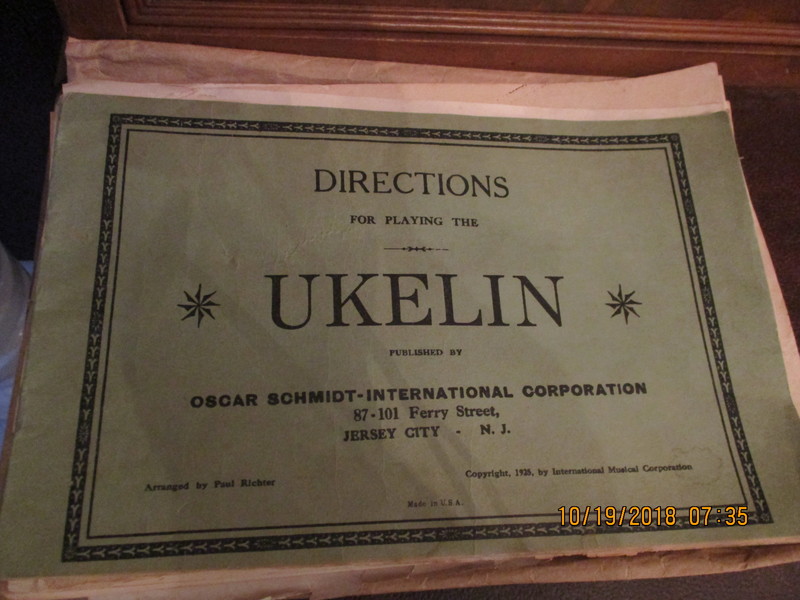 DIRECTIONS
FOR PLAYING THE
UKELIN
PUBLISHED BY
OSCAR SCHMIDT-INTERNATIONAL CORPORATION
87-101 Ferry Street,
JERSEY CITY - N. J.
Arranged by Paul Richter
Copyright, 1925, by International Musical Corporation
Made in U.S.A.
10/19/2018 07:35